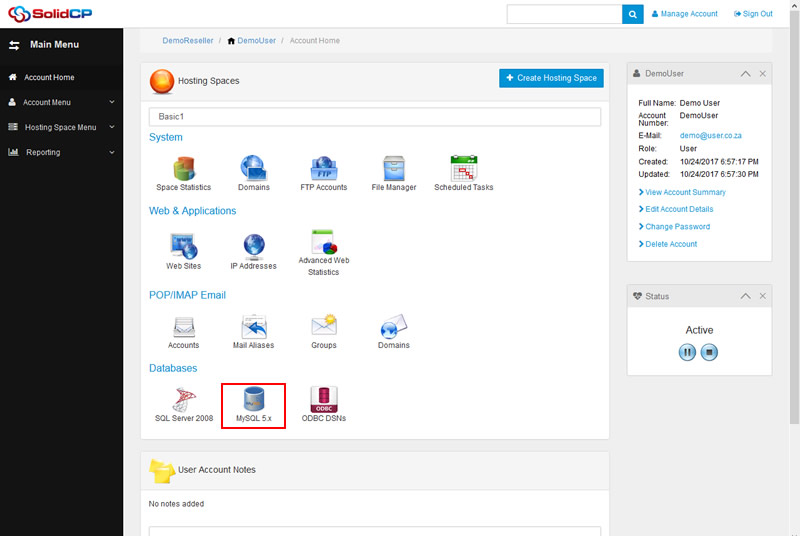 SolidCP
Manage Account
Sign Out
Main Menu
Account Home
Account Menu
Hosting Space Menu
Reporting
DemoReseller / DemoUser / Account Home
Hosting Spaces
Create Hosting Space
Basic1
System
Space Statistics
Domains
FTP
FTP Accounts
File Manager
Scheduled Tasks
Web & Applications
Web Sites
IP Addresses
Advanced Web
Statistics
POP/IMAP Email
Accounts
Mail Aliases
Groups
Domains
Databases
SQL Server 2008
MySQL 5.x
ODBC
ODBC DSNs
User Account Notes
No notes added
DemoUser
Full Name: Demo User
Account
Number: DemoUser
E-Mail: demo@user.co.za
Role: User
Created: 10/24/2017 6:57:17 PM
Updated: 10/24/2017 6:57:30 PM
View Account Summary
Edit Account Details
Change Password
Delete Account
Status
Active